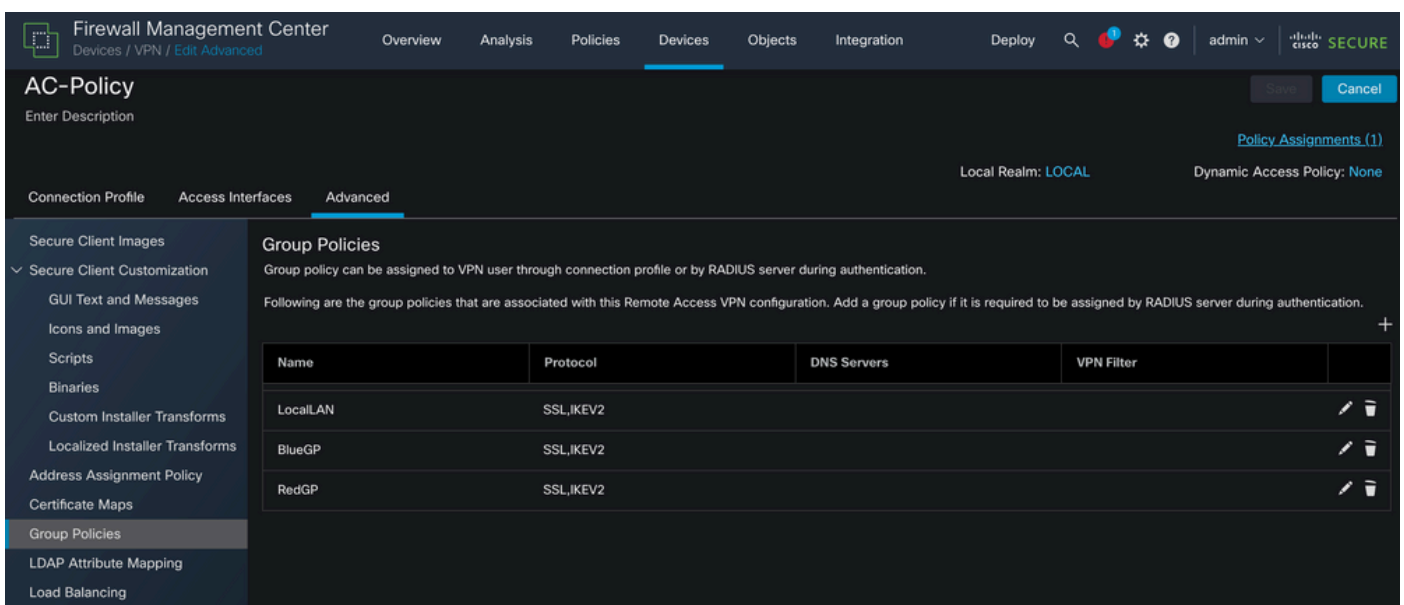 Firewall Management Center
Devices / VPN / Edit Advanced
Overview Analysis Policies Devices Objects Integration Deploy 1 admin cisco SECURE
AC-Policy
Save Cancel
Enter Description
Policy Assignments (1)
Local Realm: LOCAL Dynamic Access Policy: None
Connection Profile Access Interfaces Advanced
Secure Client Images
Secure Client Customization
GUI Text and Messages
Icons and Images
Scripts
Binaries
Custom Installer Transforms
Localized Installer Transforms
Address Assignment Policy
Certificate Maps
Group Policies
LDAP Attribute Mapping
Load Balancing
Group Policies
Group policy can be assigned to VPN user through connection profile or by RADIUS server during authentication.
Following are the group policies that are associated with this Remote Access VPN configuration. Add a group policy if it is required to be assigned by RADIUS server during authentication.
Name Protocol DNS Servers VPN Filter
LocalLAN SSL,IKEV2
BlueGP SSL,IKEV2
RedGP SSL,IKEV2